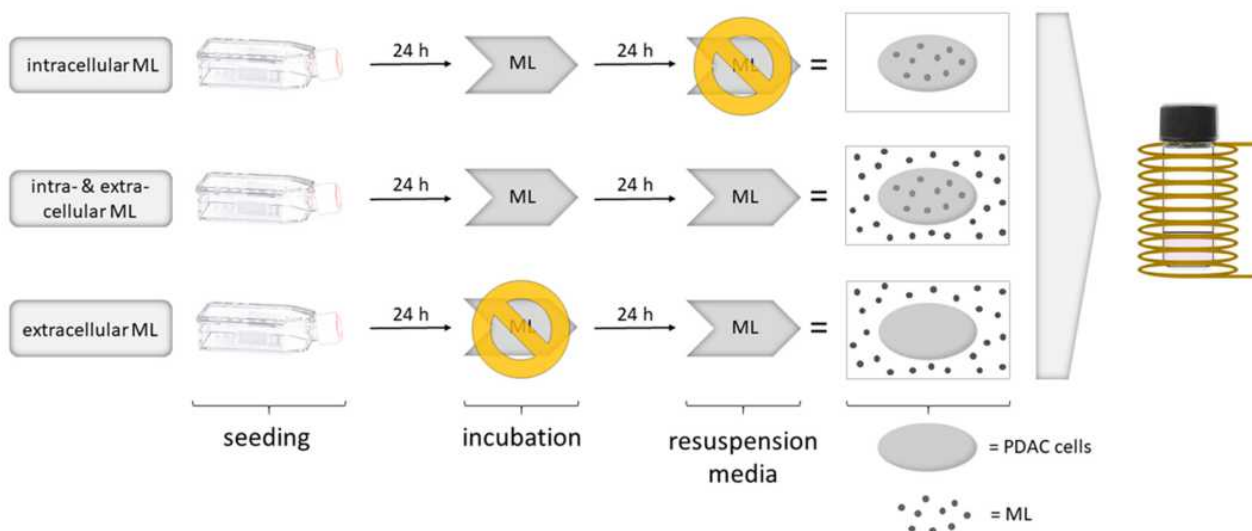 intracellular ML
24 h
ML
24 h
ML
=
intra- & extra-
cellular ML
24 h
ML
24 h
ML
=
extracellular ML
24 h
ML
24 h
ML
=
seeding
incubation
resuspension
media
= PDAC cells
= ML